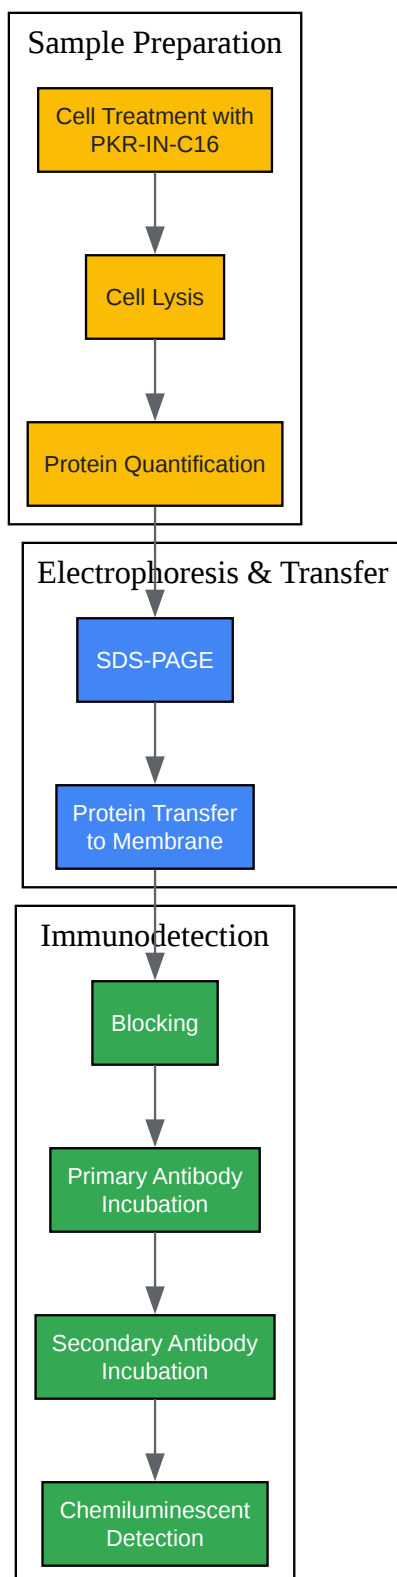 Sample Preparation
Cell Treatment with
PKR-IN-C16
Cell Lysis
Protein Quantification
Electrophoresis & Transfer
SDS-PAGE
Protein Transfer
to Membrane
Immunodetection
Blocking
Primary Antibody
Incubation
Secondary Antibody
Incubation
Chemiluminescent
Detection